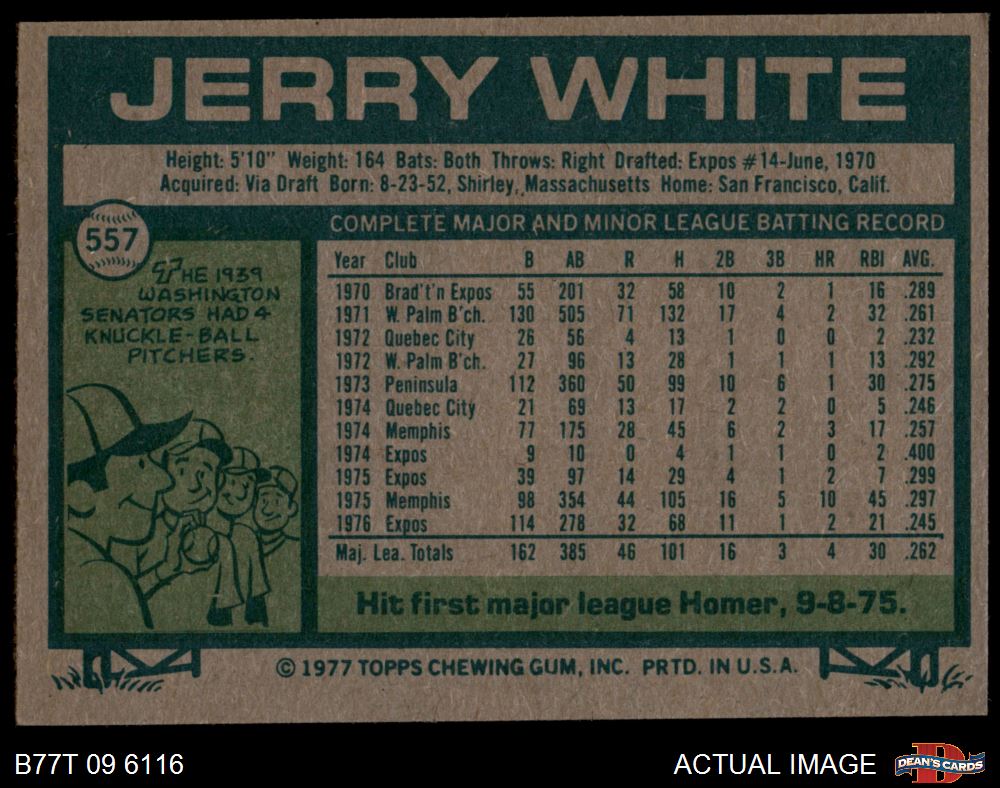 JERRY WHITE
Height: 5'10" Weight: 164 Bats: Both Throws: Right Drafted: Expos #14-June, 1970
Acquired: Via Draft Born: 8-23-52, Shirley, Massachusetts Home: San Francisco, Calif.
557
THE 1939
WASHINGTON
SENATORS HAD 4
KNUCKLE-BALL
PITCHERS.
COMPLETE MAJOR AND MINOR LEAGUE BATTING RECORD
Year Club B AB R H 2B 3B HR RBI AVG.
1970 Brad't'n Expos 55 201 32 58 10 2 1 16 .289
1971 W. Palm B'ch. 130 505 71 132 17 4 2 32 .261
1972 Quebec City 26 56 4 13 1 0 0 2 .232
1972 W. Palm B'ch. 27 96 13 28 1 1 1 13 .292
1973 Peninsula 112 360 50 99 10 6 1 30 .275
1974 Quebec City 21 69 13 17 2 2 0 5 .246
1974 Memphis 77 175 28 45 6 2 3 17 .257
1974 Expos 9 10 0 4 1 1 0 2 .400
1975 Expos 39 97 14 29 4 1 2 7 .299
1975 Memphis 98 354 44 105 16 5 10 45 .297
1976 Expos 114 278 32 68 11 1 2 21 .245
Maj. Lea. Totals 162 385 46 101 16 3 4 30 .262
Hit first major league Homer, 9-8-75.
© 1977 TOPPS CHEWING GUM, INC. PRTD. IN U.S.A.
B77T 09 6116
ACTUAL IMAGE
DEAN'S CARDS